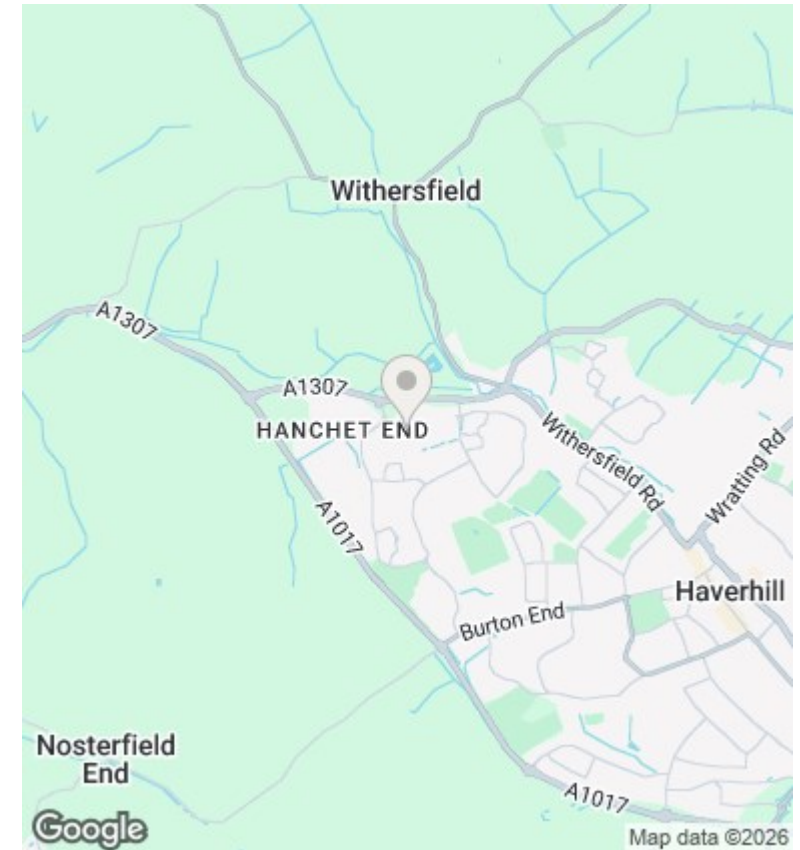 Withersfield
A1307
A1307
HANCHET END
Withersfield Rd
Wratting Rd
A1017
Haverhill
Burton End
Nosterfield
End
A1017
Google
Map data ©2026